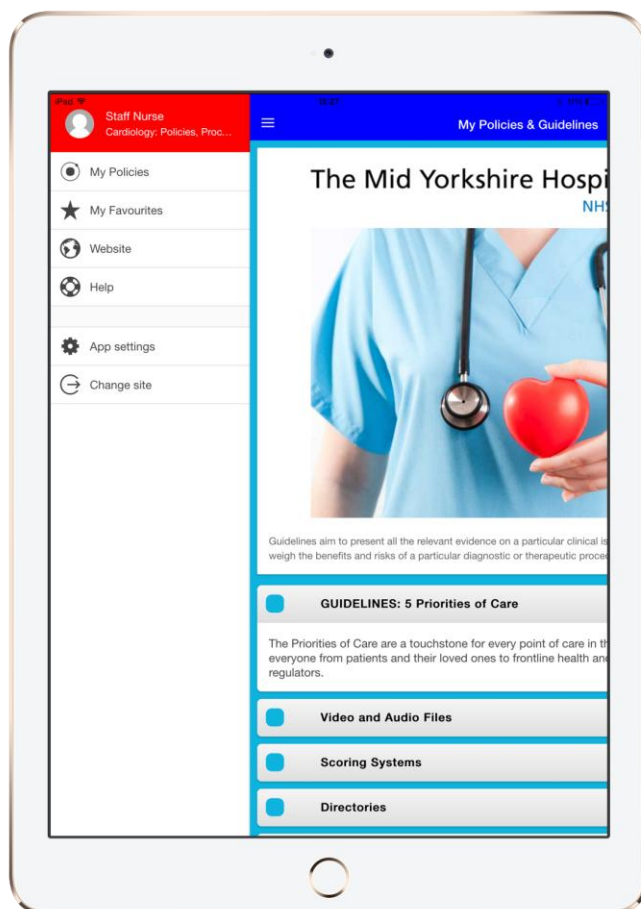 iPad
Staff Nurse
Cardiology: Policies, Proc...
My Policies
My Favourites
Website
Help
App settings
Change site
My Policies & Guidelines
The Mid Yorkshire Hospi
NHS
Guidelines aim to present all the relevant evidence on a particular clinical is
weigh the benefits and risks of a particular diagnostic or therapeutic proce
GUIDELINES: 5 Priorities of Care
The Priorities of Care are a touchstone for every point of care in th
everyone from patients and their loved ones to frontline health and
regulators.
Video and Audio Files
Scoring Systems
Directories